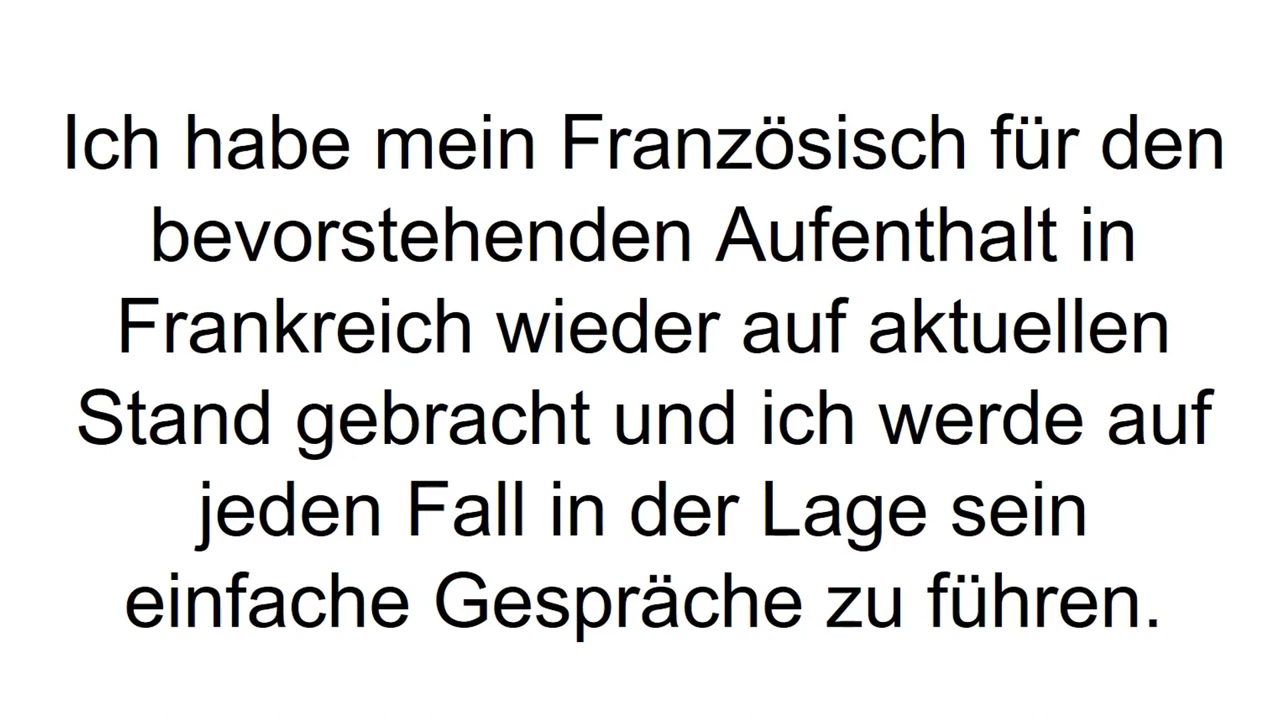 Ich habe mein Französisch für den
bevorstehenden Aufenthalt in
Frankreich wieder auf aktuellen
Stand gebracht und ich werde auf
jeden Fall in der Lage sein
einfache Gespräche zu führen.